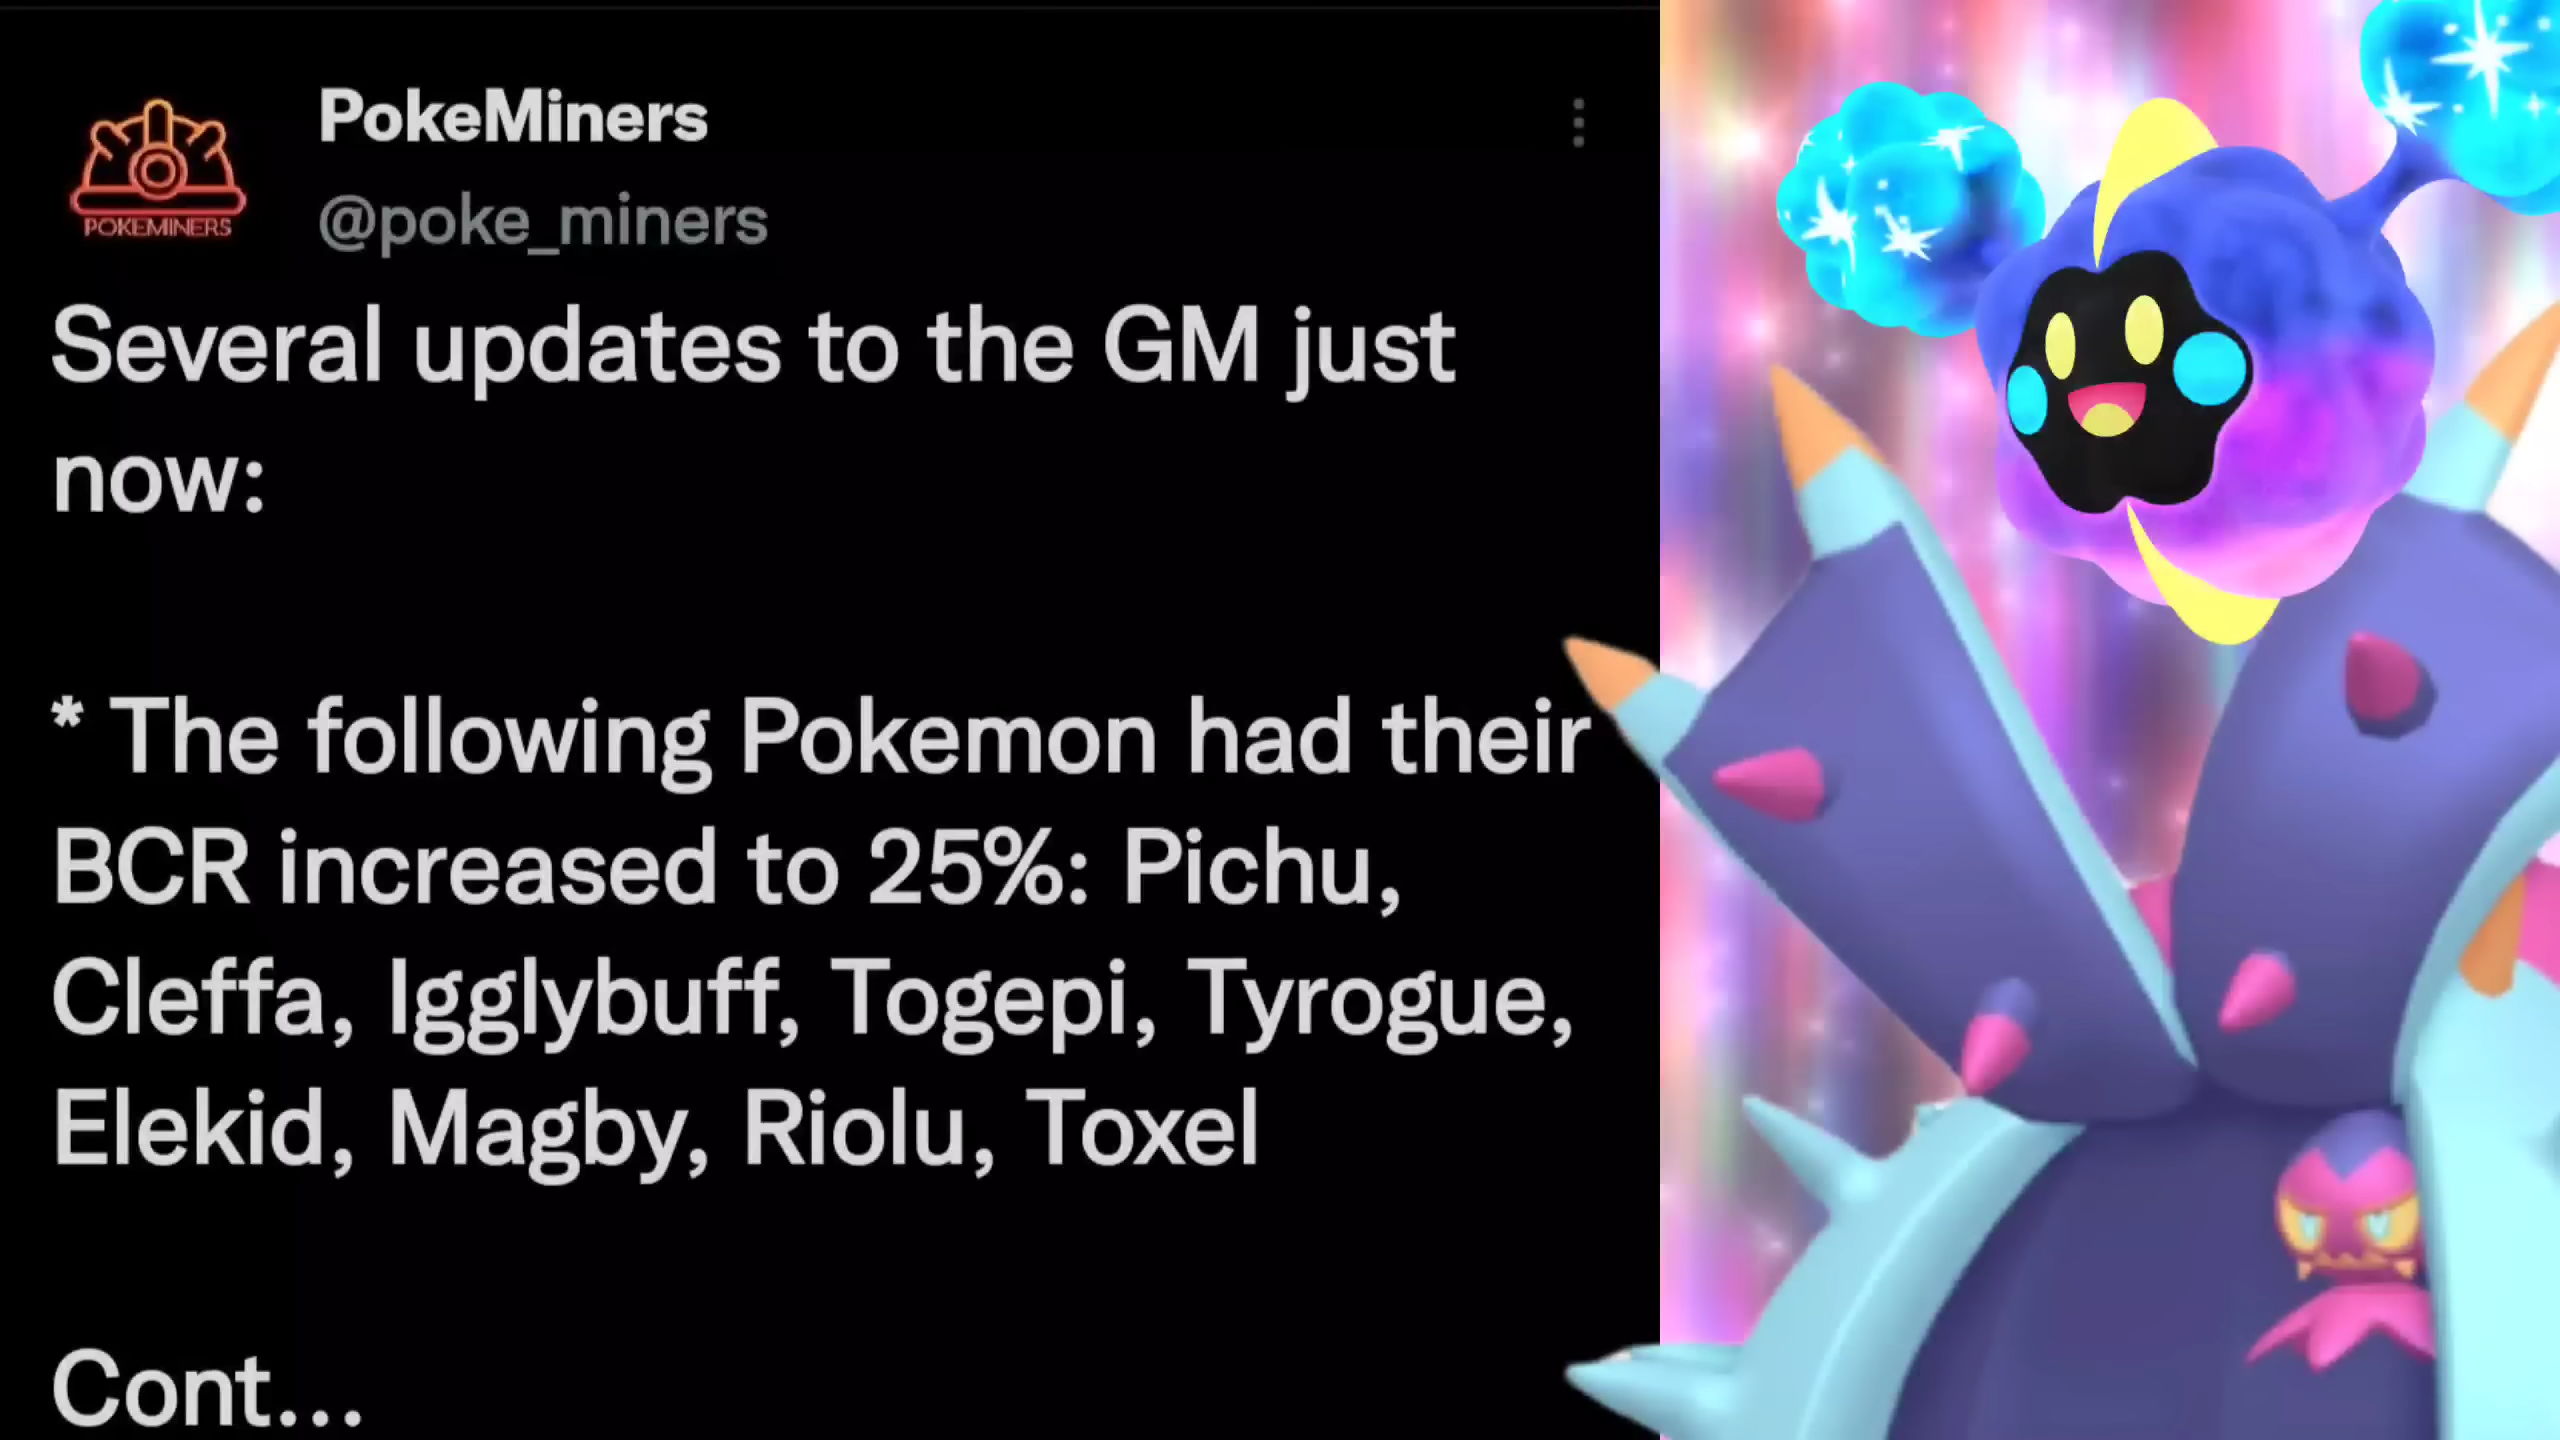 PokeMiners
@poke_miners
POKEMINERS
Several updates to the GM just
now:
* The following Pokemon had their
BCR increased to 25%: Pichu,
Cleffa, Igglybuff, Togepi, Tyrogue,
Elekid, Magby, Riolu, Toxel
Cont...